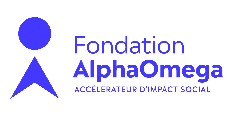 Fondation
AlphaOmega
ACCÉLÉRATEUR D'IMPACT SOCIAL